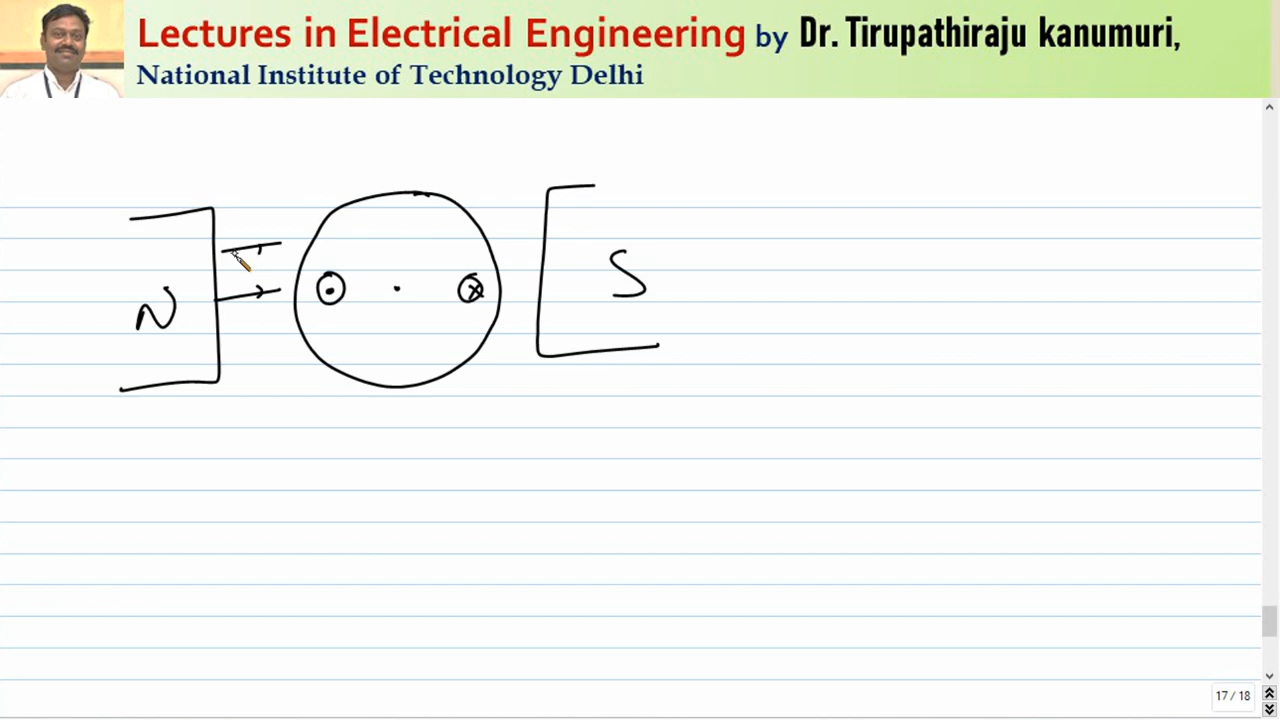 Lectures in Electrical Engineering by Dr. Tirupathiraju kanumuri,
National Institute of Technology Delhi
N
S
17 / 18